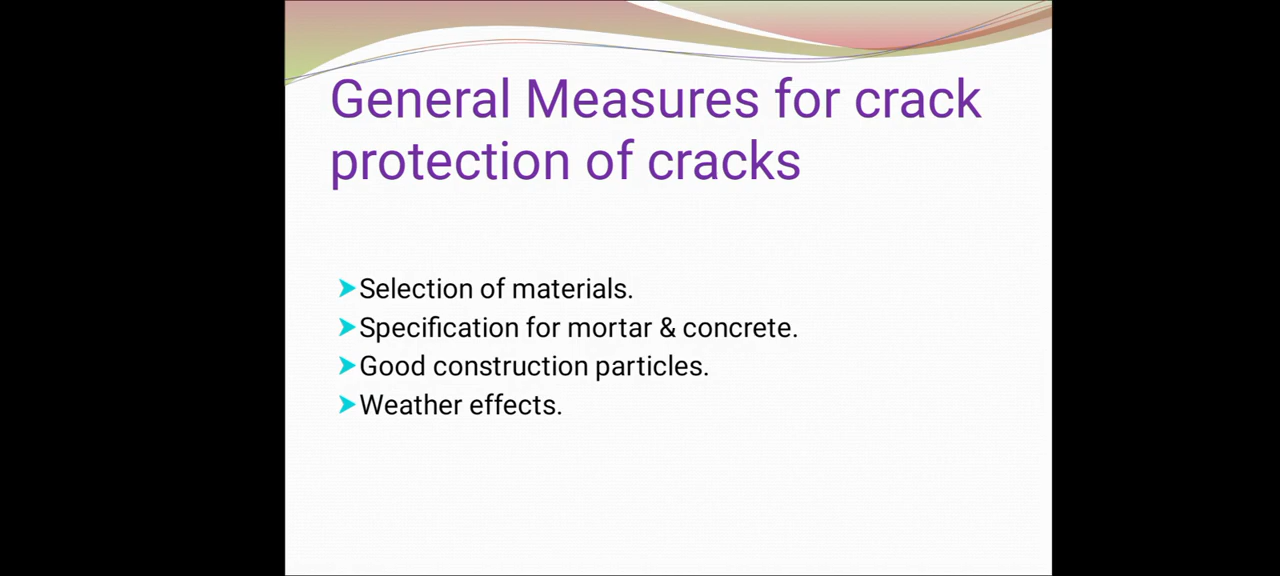 General Measures for crack
protection of cracks
➤Selection of materials.
➤Specification for mortar & concrete.
➤Good construction particles.
➤Weather effects.